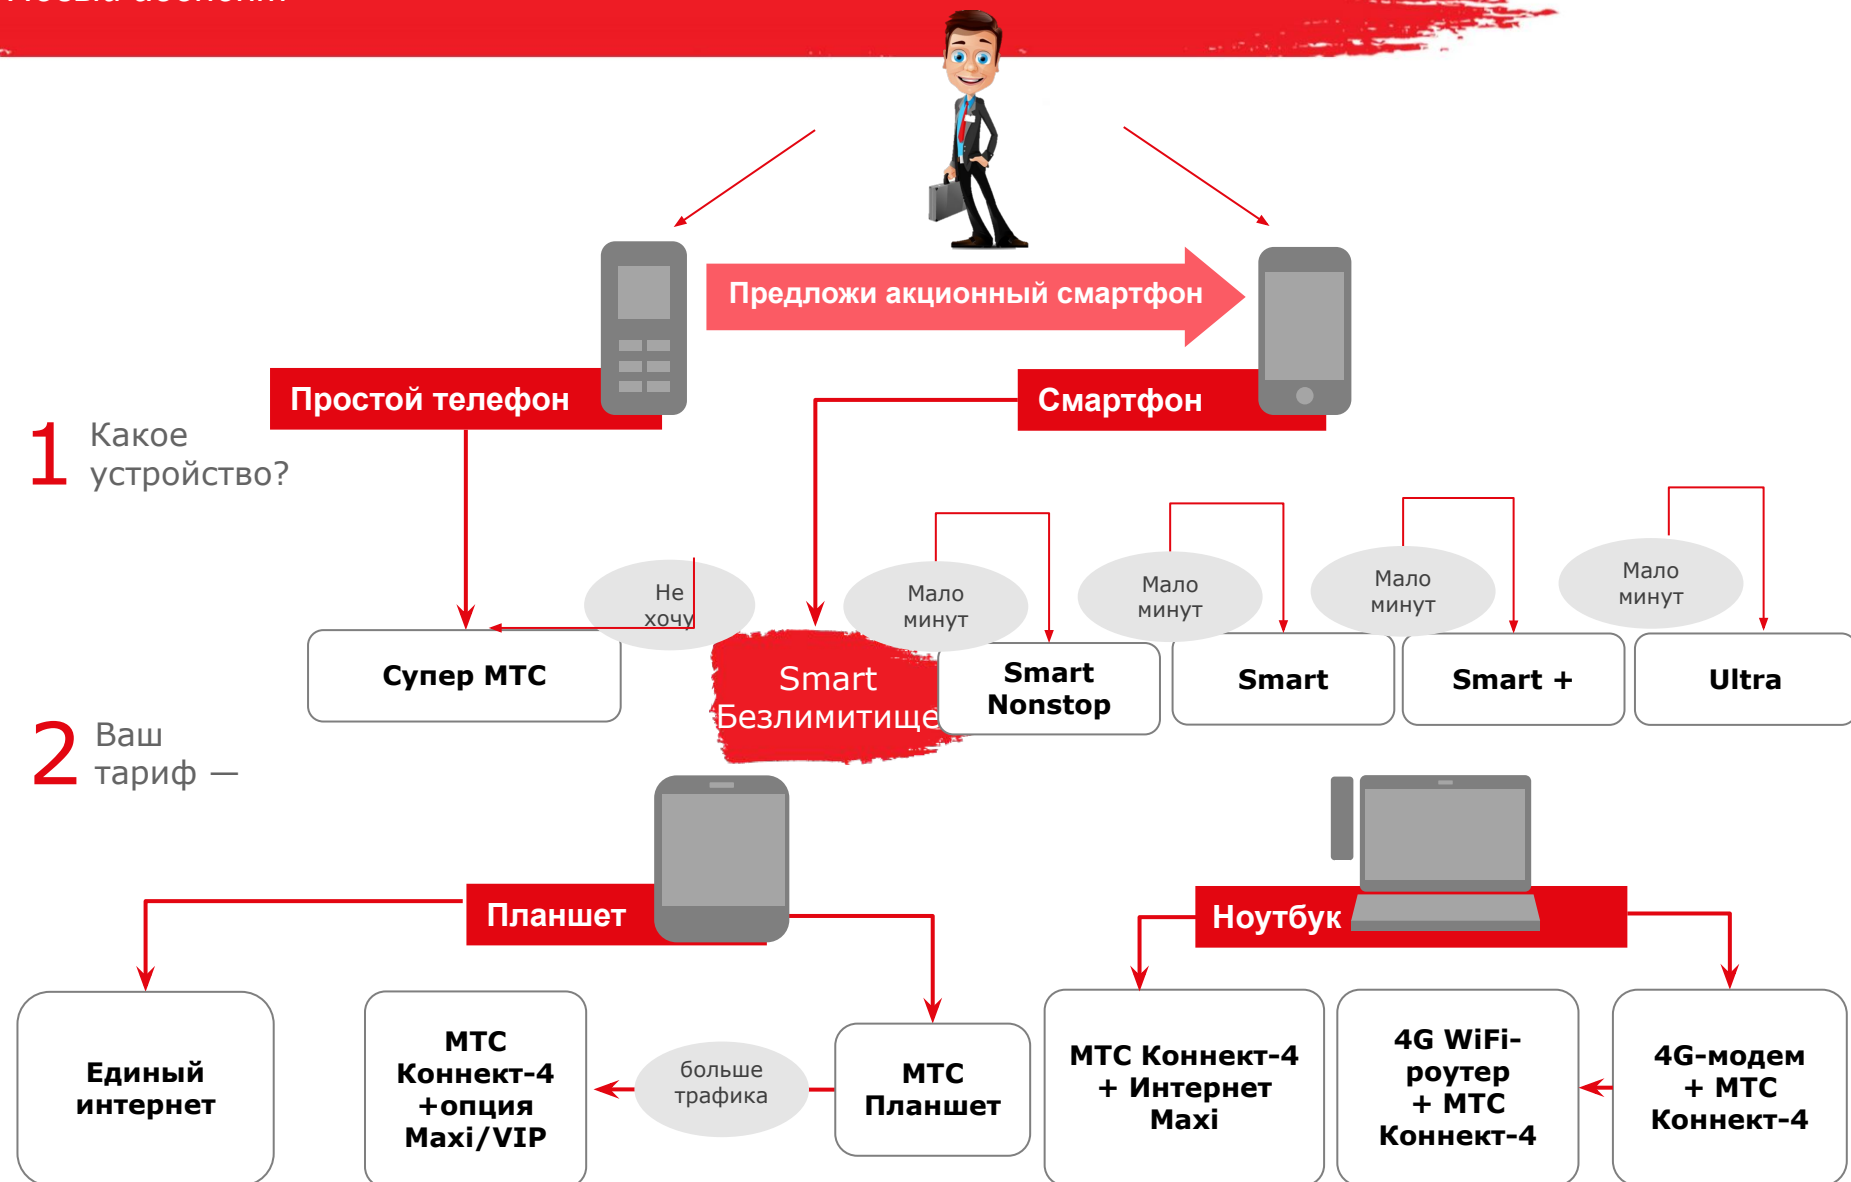 Предложи акционный смартфон
Простой телефон
Смартфон
1
Какое
устройство?
Не
хочу
Мало
минут
Мало
минут
Мало
минут
Мало
минут
Супер МТС
Smart
Безлимитище
Smart
Nonstop
Smart
Smart +
Ultra
2
Ваш
тариф —
Планшет
Ноутбук
Единый
интернет
МТС
Коннект-4
+опция
Maxi/VIP
больше
трафика
МТС
Планшет
МТС Коннект-4
+ Интернет
Maxi
4G WiFi-
роутер
+ МТС
Коннект-4
4G-модем
+ МТС
Коннект-4